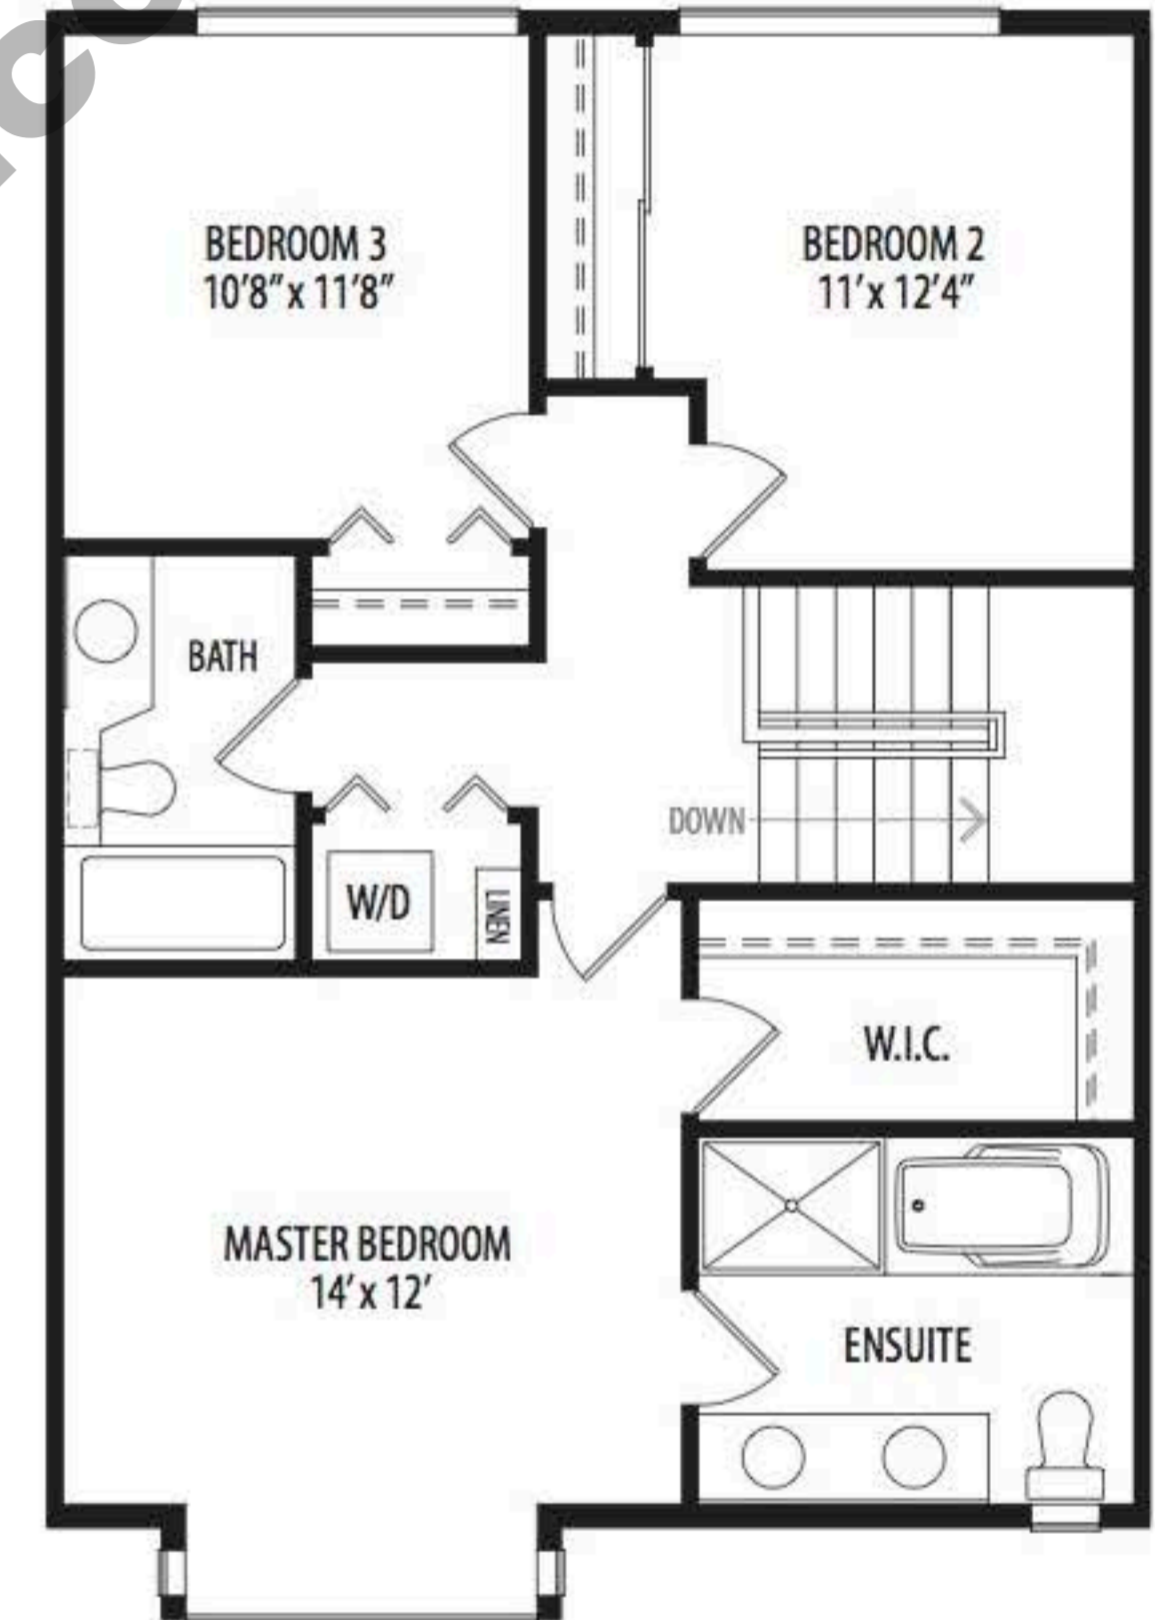 BEDROOM 3
10'8" x 11'8"
BEDROOM 2
11' x 12'4"
BATH
DOWN
W/D
LINEN
W.I.C.
MASTER BEDROOM
14' x 12'
ENSUITE